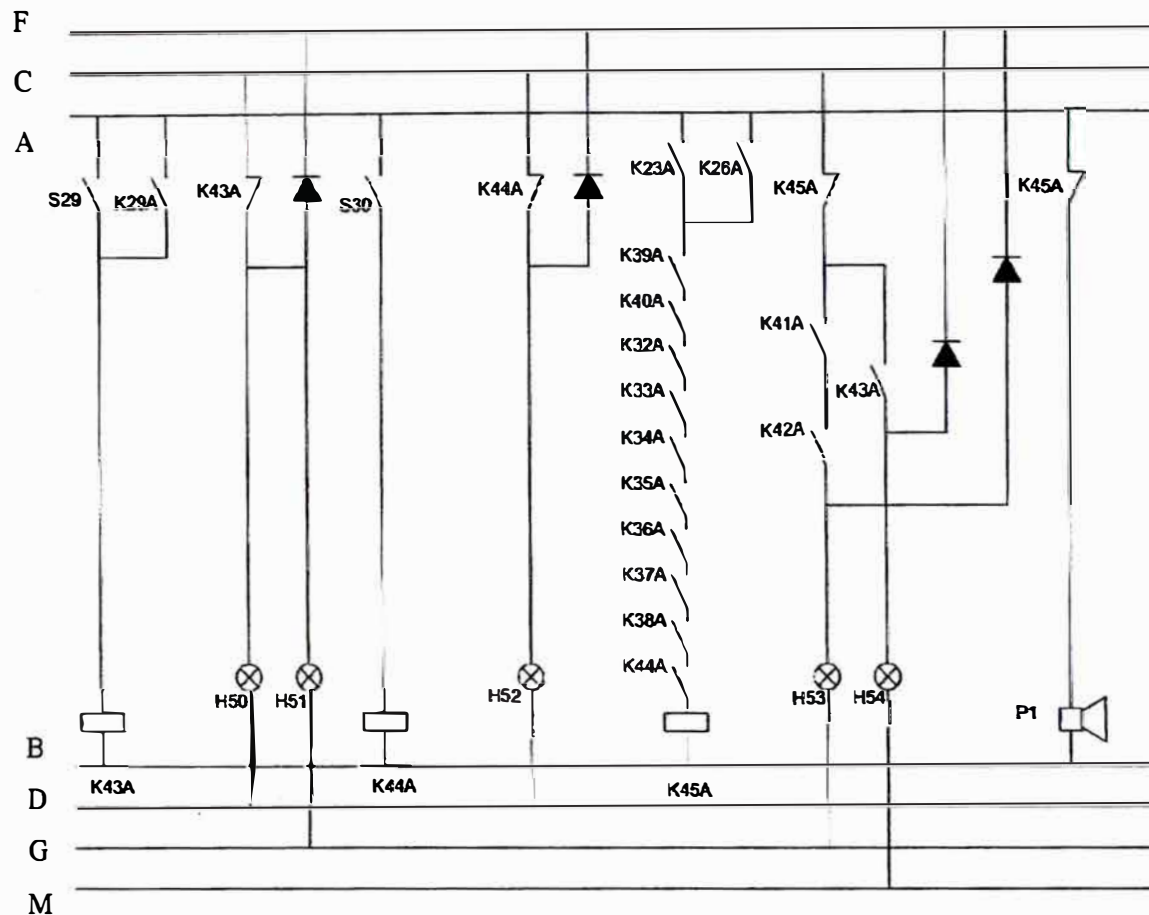 F
C
A
S29
K29A
K43A
S30
K44A
K23A
K26A
K45A
K45A
K39A
K40A
K32A
K33A
K34A
K35A
K36A
K37A
K38A
K44A
K41A
K43A
K42A
H50
H51
H52
H53
H54
P1
B
K43A
K44A
K45A
D
G
M